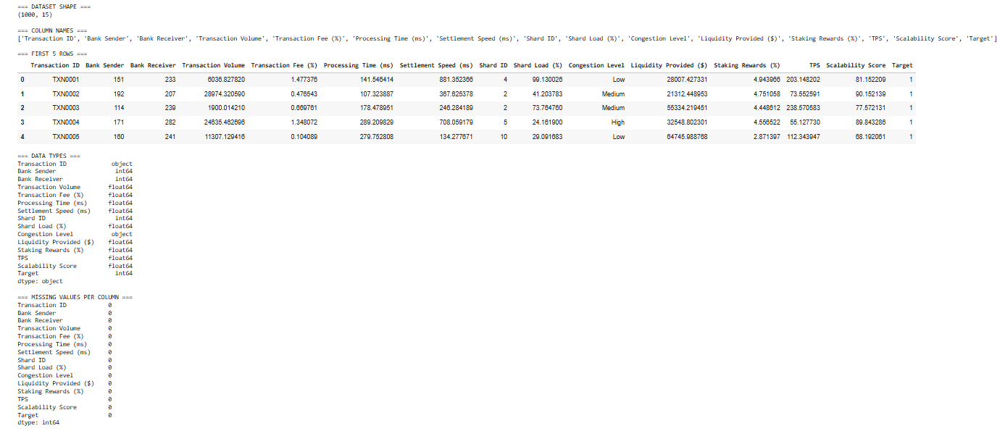 === DATASET SHAPE ===
(1000, 15)
=== COLUMN NAMES ===
['Transaction ID', 'Bank Sender', 'Bank Receiver', 'Transaction Volume', 'Transaction Fee (%)', 'Processing Time (ms)', 'Settlement Speed (ms)', 'Shard ID', 'Shard Load (%)', 'Congestion Level', 'Liquidity Provided ($)', 'Staking Rewards (%)', 'TPS', 'Scalability Score', 'Target']
=== FIRST 5 ROWS ===
Transaction ID Bank Sender Bank Receiver Transaction Volume Transaction Fee (%) Processing Time (ms) Settlement Speed (ms) Shard ID Shard Load (%) Congestion Level Liquidity Provided ($) Staking Rewards (%) TPS Scalability Score Target
0 TXN0001 151 233 6036.827820 1.477376 141.546414 881.352366 4 99.130026 Low 28007.427331 4.943966 203.148202 81.152209 1
1 TXN0002 192 207 28974.320590 0.476543 107.323887 367.625378 2 41.203783 Medium 21312.448953 4.751058 73.552591 90.152139 1
2 TXN0003 114 239 1900.014210 0.669761 178.478951 246.284189 2 73.764760 Medium 55334.219451 4.448612 238.570583 77.572131 1
3 TXN0004 171 282 24635.462696 1.348072 289.209829 708.059179 5 24.161900 High 32548.802301 4.556522 55.127730 89.843286 1
4 TXN0005 160 241 11307.129416 0.104089 279.752808 134.277671 10 29.091683 Low 64745.988768 2.871397 112.343947 68.192061 1
=== DATA TYPES ===
Transaction ID object
Bank Sender int64
Bank Receiver int64
Transaction Volume float64
Transaction Fee (%) float64
Processing Time (ms) float64
Settlement Speed (ms) float64
Shard ID int64
Shard Load (%) float64
Congestion Level object
Liquidity Provided ($) float64
Staking Rewards (%) float64
TPS float64
Scalability Score float64
Target int64
dtype: object
=== MISSING VALUES PER COLUMN ===
Transaction ID 0
Bank Sender 0
Bank Receiver 0
Transaction Volume 0
Transaction Fee (%) 0
Processing Time (ms) 0
Settlement Speed (ms) 0
Shard ID 0
Shard Load (%) 0
Congestion Level 0
Liquidity Provided ($) 0
Staking Rewards (%) 0
TPS 0
Scalability Score 0
Target 0
dtype: int64